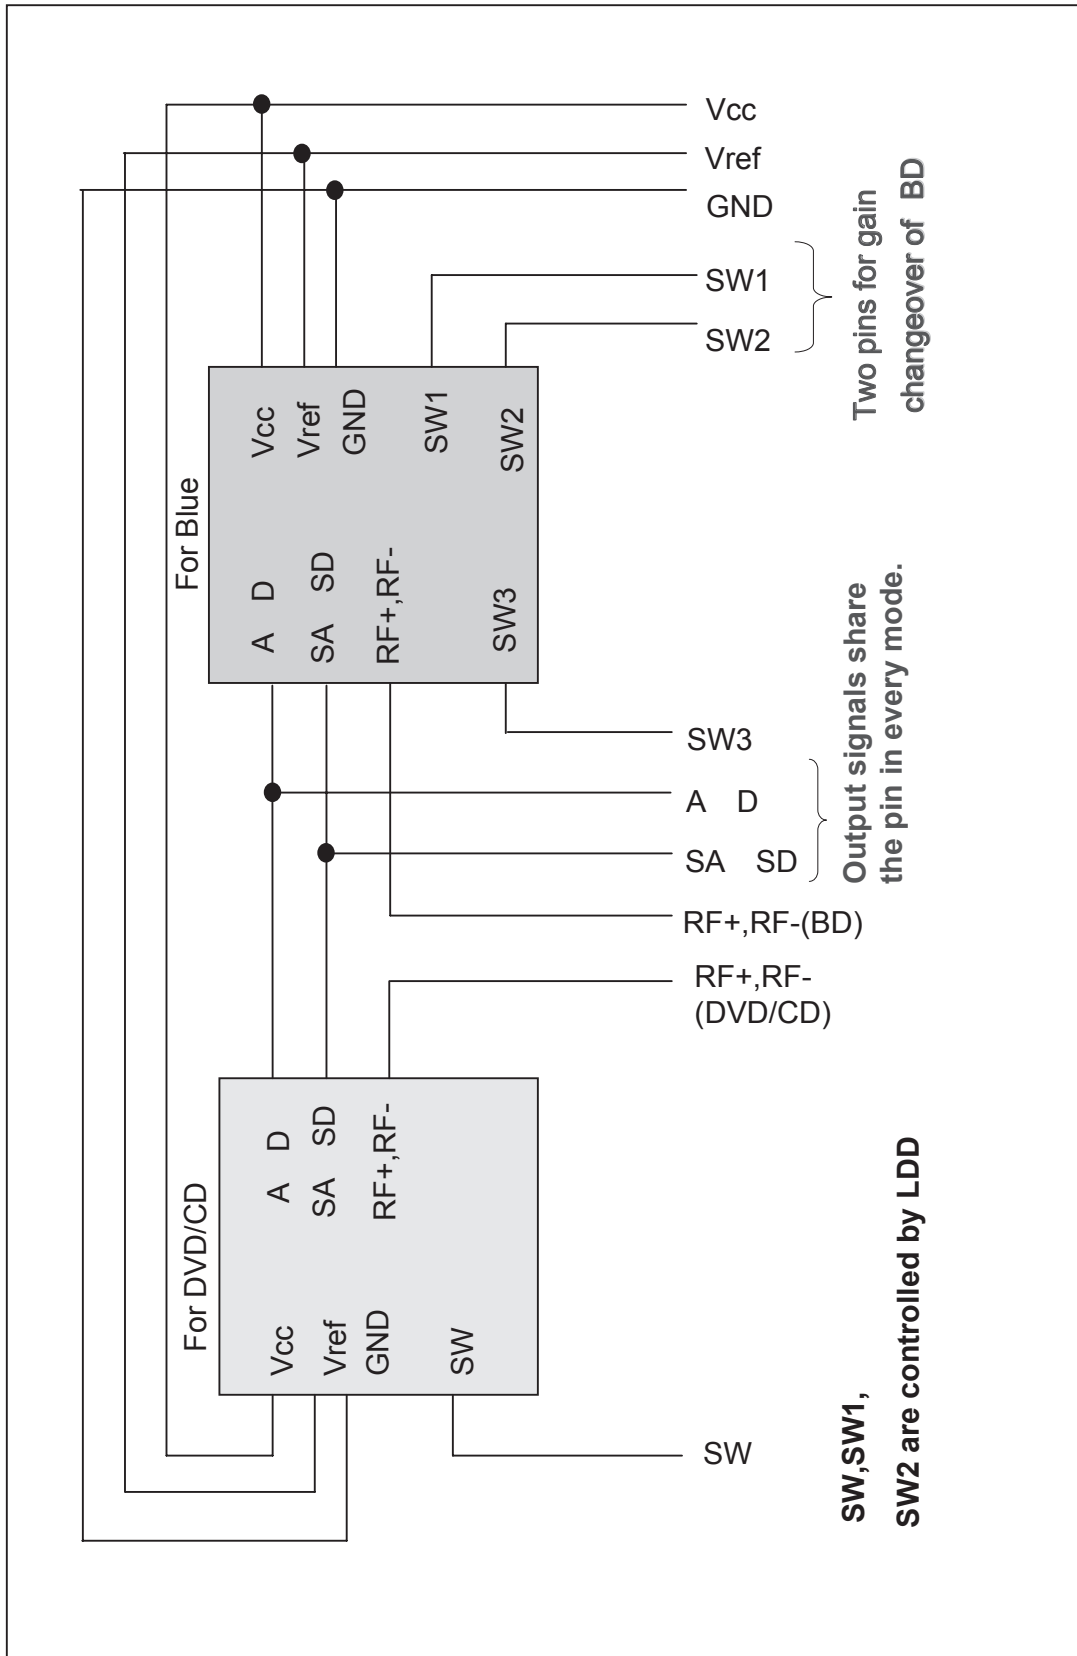 Vcc
Vref
GND
SW1
SW2
Two pins for gain
changeover of BD
For Blue
Vcc
Vref
GND
SW1
SW2
A D
SA SD
RF+,RF-
SW3
SW3
A D
SA SD
Output signals share
the pin in every mode.
RF+,RF-(BD)
RF+,RF-
(DVD/CD)
For DVD/CD
A D
SA SD
RF+,RF-
Vcc
Vref
GND
SW
SW
SW,SW1,
SW2 are controlled by LDD